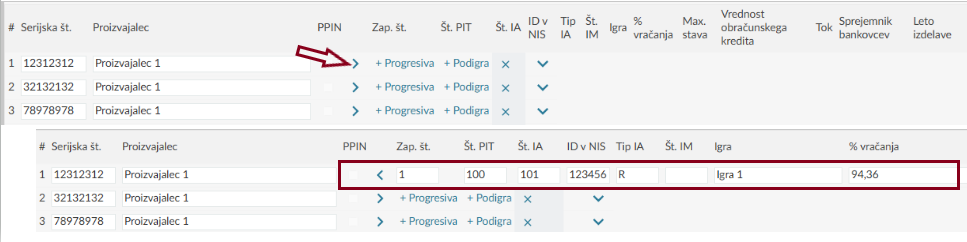 # Serijska št. Proizvajalec PPIN Zap. št. Št. PIT Št. IA ID v NIS Tip IA Št. IM Igra % vračanja Max. stava Vrednost obračunskega kredita Tok Sprejemnik bankovcev Leto izdelave
1 12312312 Proizvajalec 1 + Progresiva + Podigra
2 32132132 Proizvajalec 1 + Progresiva + Podigra
3 78978978 Proizvajalec 1 + Progresiva + Podigra
# Serijska št. Proizvajalec PPIN Zap. št. Št. PIT Št. IA ID v NIS Tip IA Št. IM Igra % vračanja
1 12312312 Proizvajalec 1 1 100 101 123456 R Igra 1 94,36
2 32132132 Proizvajalec 1 + Progresiva + Podigra
3 78978978 Proizvajalec 1 + Progresiva + Podigra